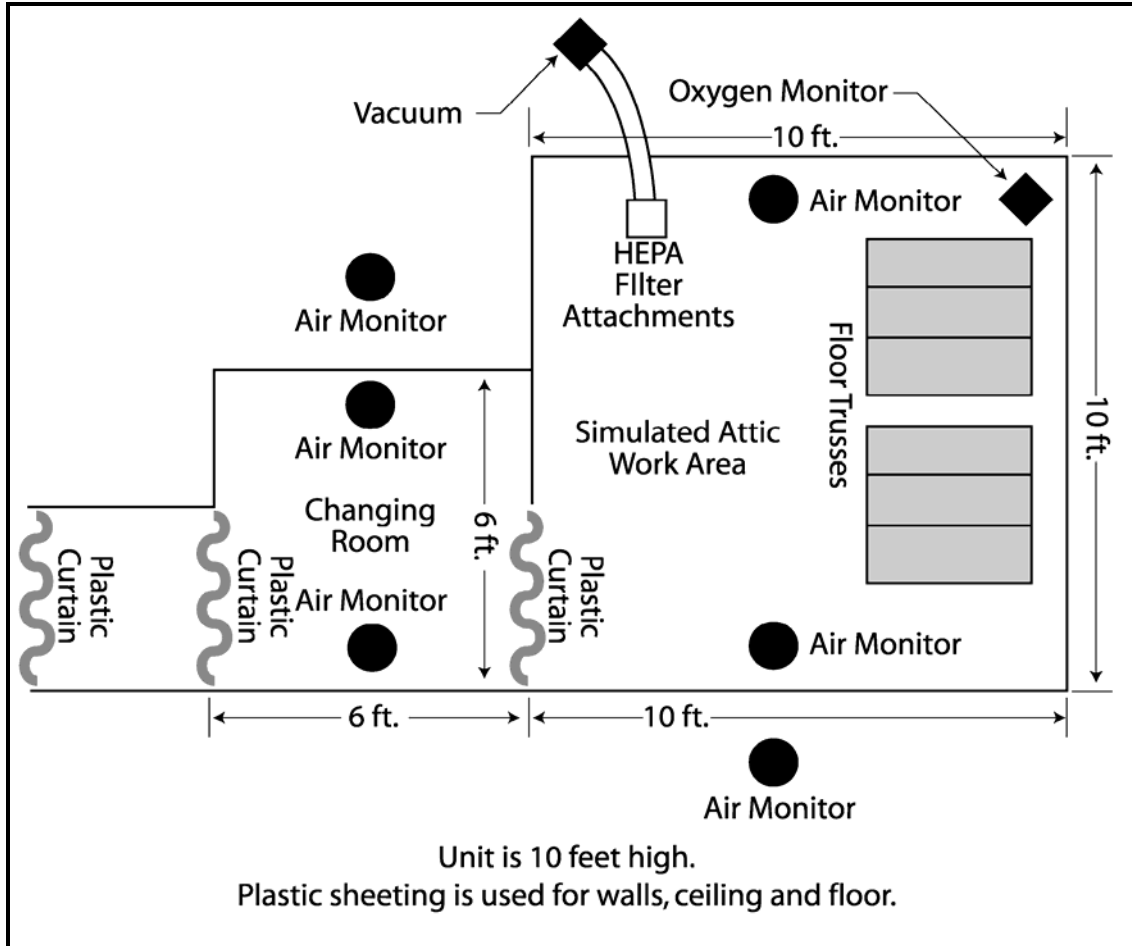 Vacuum
Oxygen Monitor
10 ft.
Air Monitor
HEPA
FIlter
Attachments
Air Monitor
Floor Trusses
10 ft.
Air Monitor
Simulated Attic
Work Area
Changing
Room
6 ft.
Plastic
Curtain
Plastic
Curtain
Air Monitor
Plastic
Curtain
Air Monitor
6 ft.
10 ft.
Air Monitor
Unit is 10 feet high.
Plastic sheeting is used for walls, ceiling and floor.